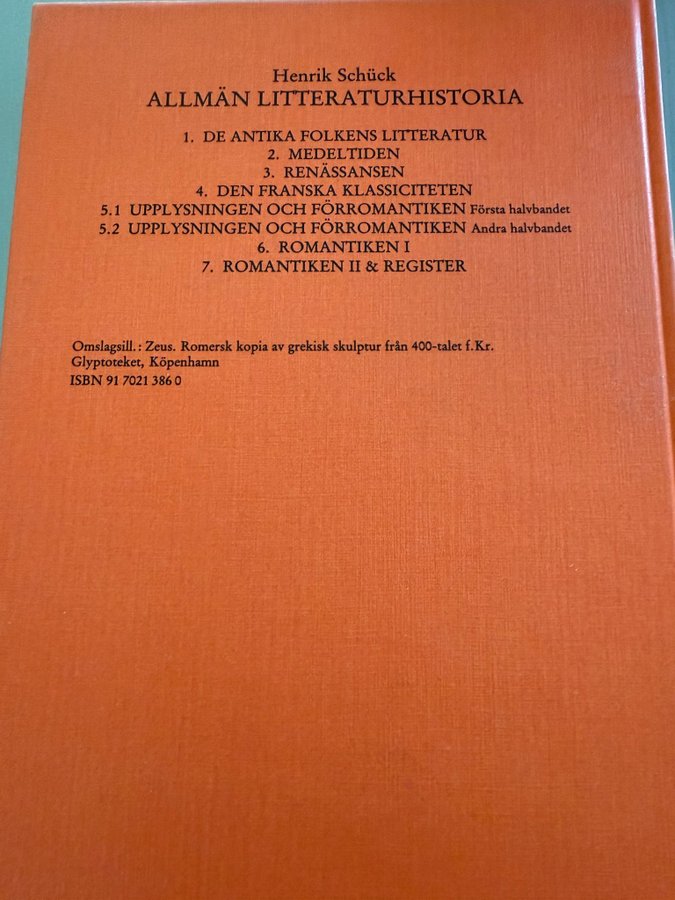 Henrik Schück
ALLMÄN LITTERATURHISTORIA
1. DE ANTIKA FOLKENS LITTERATUR
2. MEDELTIDEN
3. RENÄSSANSEN
4. DEN FRANSKA KLASSICITETEN
5.1 UPPLYSNINGEN OCH FÖRROMANTIKEN Första halvbandet
5.2 UPPLYSNINGEN OCH FÖRROMANTIKEN Andra halvbandet
6. ROMANTIKEN I
7. ROMANTIKEN II & REGISTER
Omslagsill.: Zeus. Romersk kopia av grekisk skulptur från 400-talet f.Kr.
Glyptoteket, Köpenhamn
ISBN 91 7021 386 0